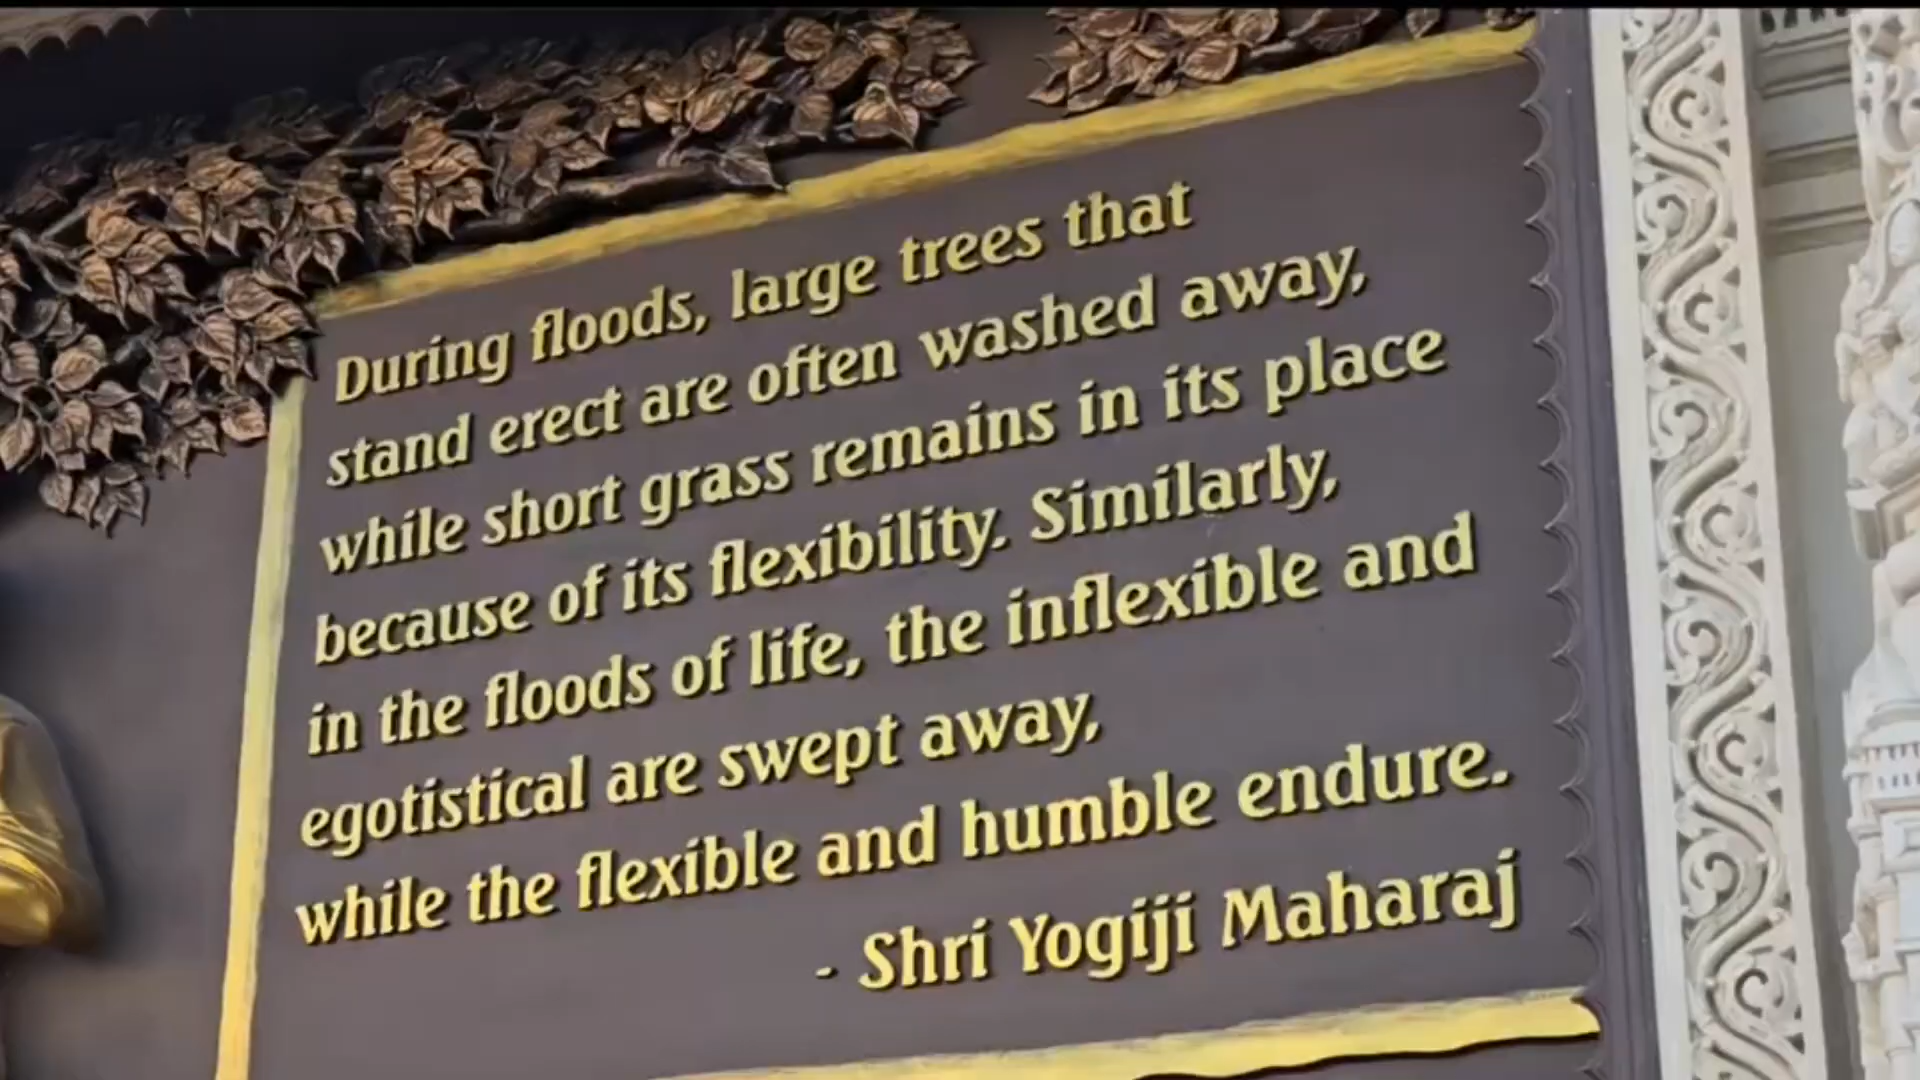 During floods, large trees that
stand erect are often washed away,
while short grass remains in its place
because of its flexibility. Similarly,
in the floods of life, the inflexible and
egotistical are swept away,
while the flexible and humble endure.
- Shri Yogiji Maharaj